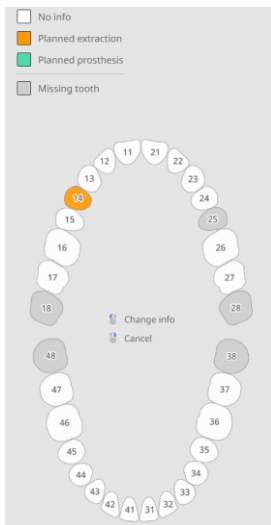 No info
Planned extraction
Planned prosthesis
Missing tooth
11 21
12 22
13 23
14 24
15 25
16 26
17 27
18 28
Change info
Cancel
48 38
47 37
46 36
45 35
44 34
43 33
42 32
41 31